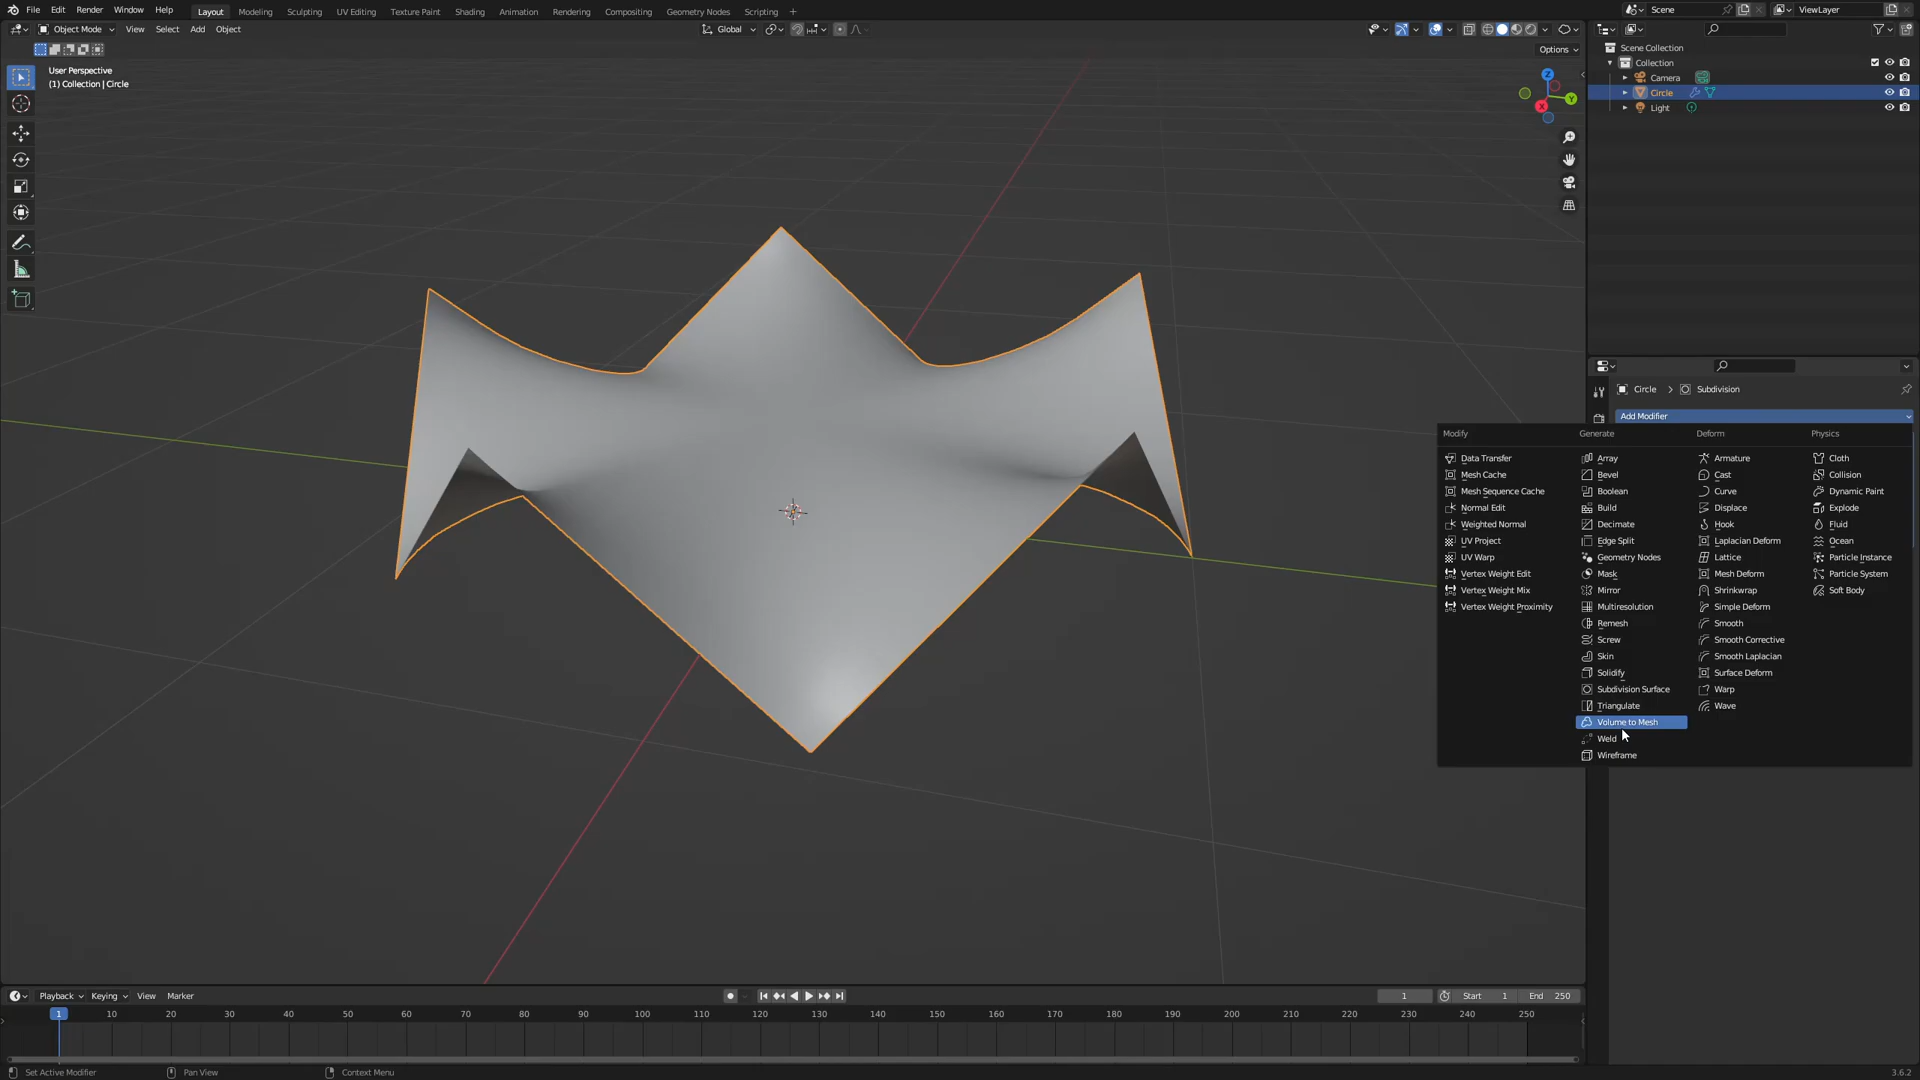 File Edit Render Window Help Layout Modeling Sculpting UV Editing Texture Paint Shading Animation Rendering Compositing Geometry Nodes Scripting + Scene ViewLayer
Object Mode View Select Add Object Global
Options
User Perspective
(1) Collection | Circle
Z
Y
X
Scene Collection
Collection
Camera
Circle
Light
Circle > Subdivision
Add Modifier
Modify
Data Transfer
Mesh Cache
Mesh Sequence Cache
Normal Edit
Weighted Normal
UV Project
UV Warp
Vertex Weight Edit
Vertex Weight Mix
Vertex Weight Proximity
Generate
Array
Bevel
Boolean
Build
Decimate
Edge Split
Geometry Nodes
Mask
Mirror
Multiresolution
Remesh
Screw
Skin
Solidify
Subdivision Surface
Triangulate
Volume to Mesh
Weld
Wireframe
Deform
Armature
Cast
Curve
Displace
Hook
Laplacian Deform
Lattice
Mesh Deform
Shrinkwrap
Simple Deform
Smooth
Smooth Corrective
Smooth Laplacian
Surface Deform
Warp
Wave
Physics
Cloth
Collision
Dynamic Paint
Explode
Fluid
Ocean
Particle Instance
Particle System
Soft Body
Playback Keying View Marker 1 Start 1 End 250
1 10 20 30 40 50 60 70 80 90 100 110 120 130 140 150 160 170 180 190 200 210 220 230 240 250
Set Active Modifier Pan View Context Menu 3.6.2